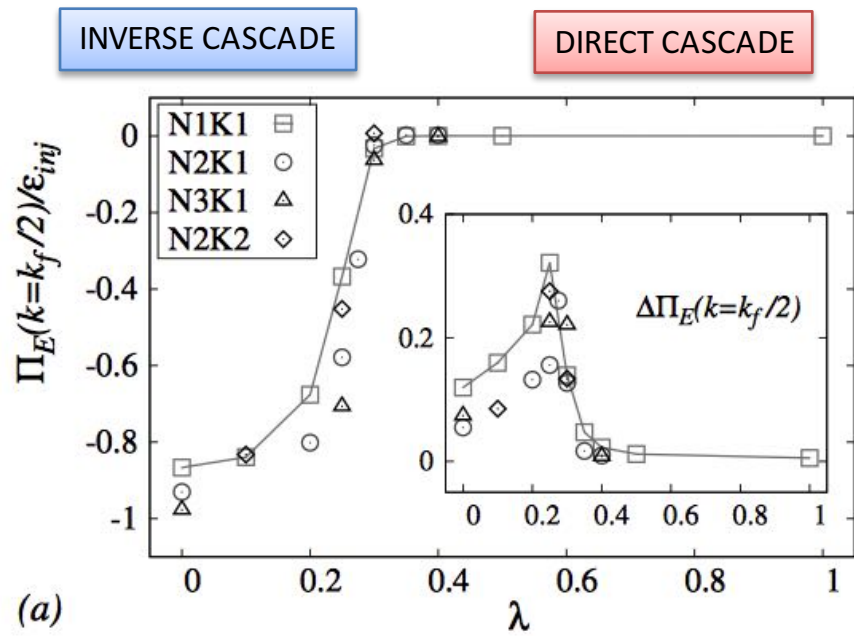 INVERSE CASCADE
DIRECT CASCADE
Π_E(k=k_f/2)/ε_inj
0
-0.2
-0.4
-0.6
-0.8
-1
N1K1
N2K1
N3K1
N2K2
0.4
0.2
0
ΔΠ_E(k=k_f/2)
0 0.2 0.4 0.6 0.8 1
0 0.2 0.4 0.6 0.8 1
(a)
λ